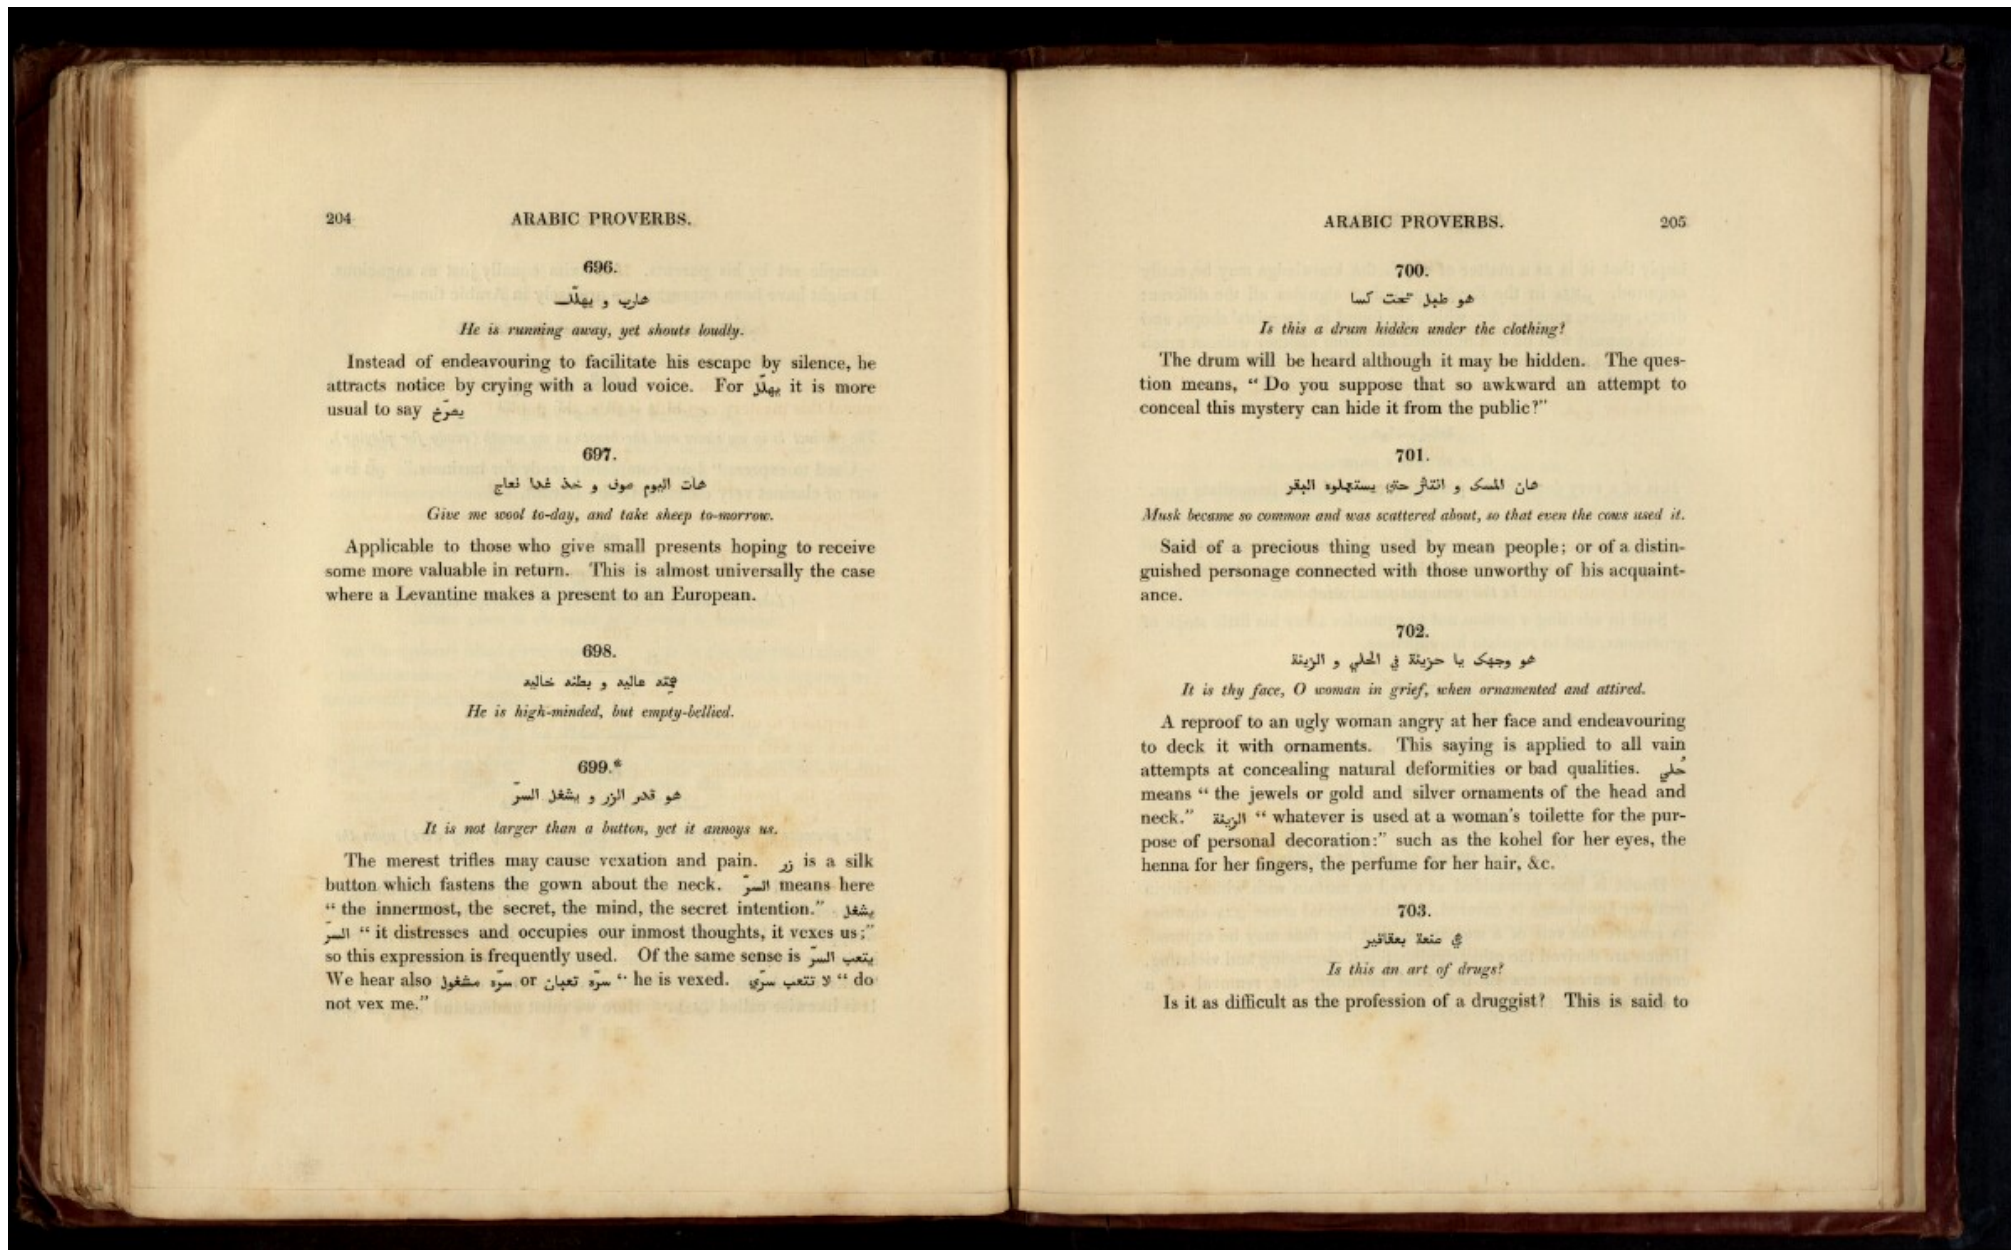 204 ARABIC PROVERBS.
696.
هارب و يهلّل
He is running away, yet shouts loudly.
Instead of endeavouring to facilitate his escape by silence, he
attracts notice by crying with a loud voice. For يهلّل it is more
usual to say يصرّخ
697.
هات اليوم صوف و خذ غدا نعاج
Give me wool to-day, and take sheep to-morrow.
Applicable to those who give small presents hoping to receive
some more valuable in return. This is almost universally the case
where a Levantine makes a present to an European.
698.
همّته عاليه و بطنه خاليه
He is high-minded, but empty-bellied.
699.*
هو قدر الزر و يشغل السرّ
It is not larger than a button, yet it annoys us.
The merest trifles may cause vexation and pain. زر is a silk
button which fastens the gown about the neck. السرّ means here
“ the innermost, the secret, the mind, the secret intention.” يشغل
السرّ “ it distresses and occupies our inmost thoughts, it vexes us;”
so this expression is frequently used. Of the same sense is يتعب السرّ
We hear also سرّه مشغول or سرّه تعبان “ he is vexed. لا تتعب سرّي “ do
not vex me.”
ARABIC PROVERBS. 205
700.
هو طبل تحت كسا
Is this a drum hidden under the clothing?
The drum will be heard although it may be hidden. The ques-
tion means, “ Do you suppose that so awkward an attempt to
conceal this mystery can hide it from the public?”
701.
هان المسك و انتثر حتي يستهلوه البقر
Musk became so common and was scattered about, so that even the cows used it.
Said of a precious thing used by mean people; or of a distin-
guished personage connected with those unworthy of his acquaint-
ance.
702.
هو وجهك يا حزينة في الحلي و الزينة
It is thy face, O woman in grief, when ornamented and attired.
A reproof to an ugly woman angry at her face and endeavouring
to deck it with ornaments. This saying is applied to all vain
attempts at concealing natural deformities or bad qualities. حُلي
means “ the jewels or gold and silver ornaments of the head and
neck.” الزينة “ whatever is used at a woman's toilette for the pur-
pose of personal decoration:” such as the kohel for her eyes, the
henna for her fingers, the perfume for her hair, &c.
703.
هي صنعة بعقاقير
Is this an art of drugs?
Is it as difficult as the profession of a druggist? This is said to